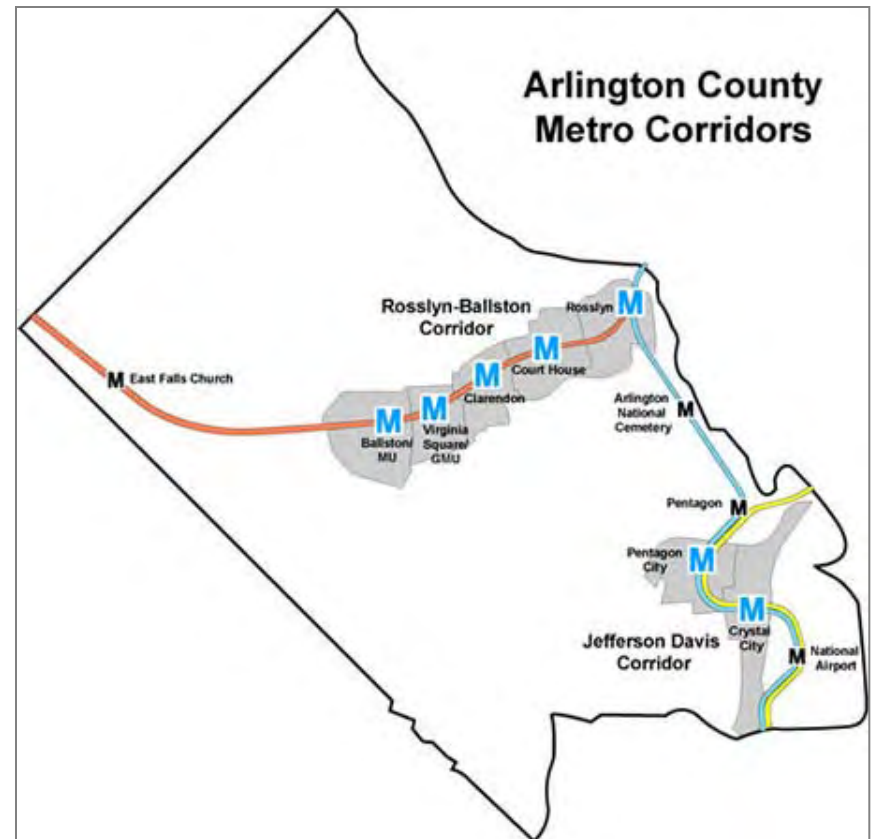 Arlington County
Metro Corridors
Rosslyn-Ballston
Corridor
Rosslyn
M
M
Court House
M
Clarendon
M
East Falls Church
M
Virginia
Square/
GMU
M
Ballston/
MU
Arlington
National
Cemetery
M
Pentagon
M
Pentagon
City
M
M
Crystal
City
Jefferson Davis
Corridor
M
National
Airport